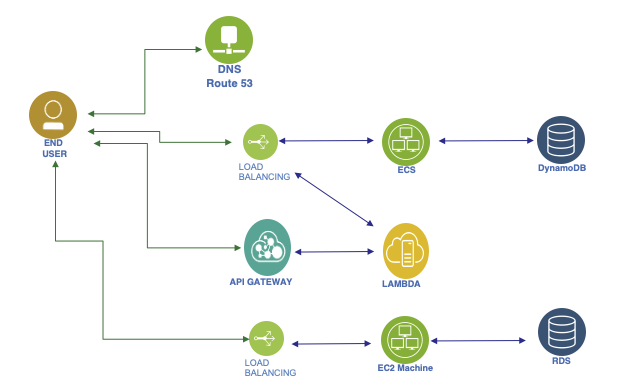 DNS
Route 53
END
USER
LOAD
BALANCING
ECS
DynamoDB
API GATEWAY
LAMBDA
LOAD
BALANCING
EC2 Machine
RDS